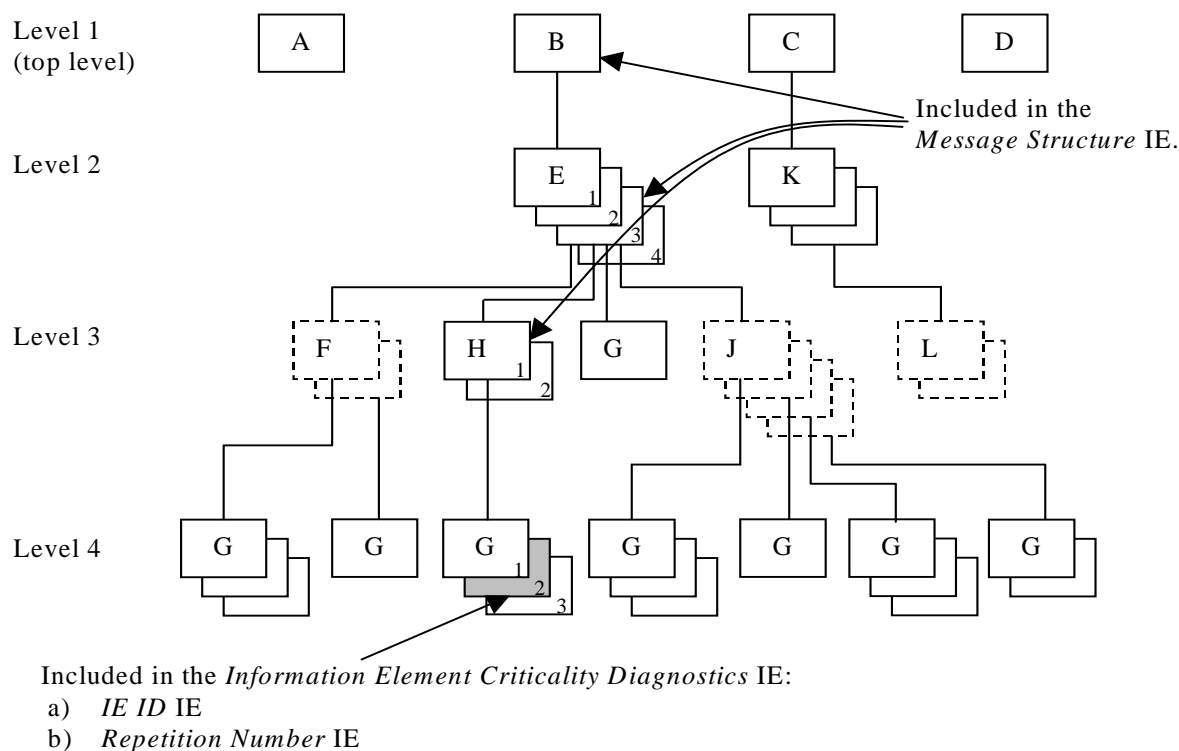 Level 1
(top level)
A
B
C
D
Included in the
Message Structure IE.
Level 2
E
1
2
3
4
K
Level 3
F
H
1
2
G
J
L
Level 4
G
G
G
1
2
3
G
G
G
G
Included in the Information Element Criticality Diagnostics IE:
a) IE ID IE
b) Repetition Number IE